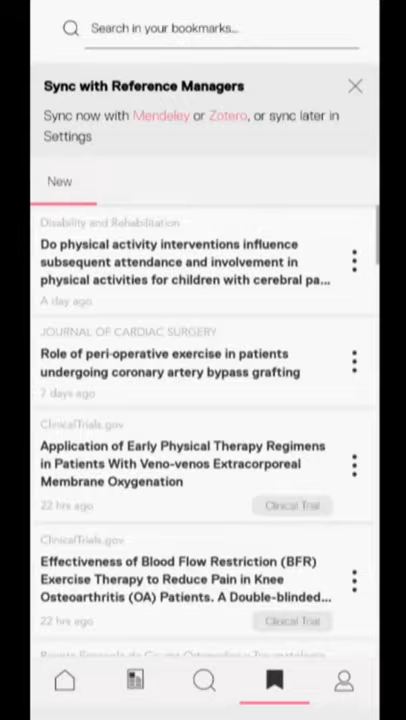 Search in your bookmarks...
Sync with Reference Managers
Sync now with Mendeley or Zotero, or sync later in
Settings
New
Disability and Rehabilitation
Do physical activity interventions influence
subsequent attendance and involvement in
physical activities for children with cerebral pa...
A day ago
JOURNAL OF CARDIAC SURGERY
Role of peri-operative exercise in patients
undergoing coronary artery bypass grafting
7 days ago
ClinicalTrials.gov
Application of Early Physical Therapy Regimens
in Patients With Veno-venos Extracorporeal
Membrane Oxygenation
22 hrs ago
Clinical Trial
ClinicalTrials.gov
Effectiveness of Blood Flow Restriction (BFR)
Exercise Therapy to Reduce Pain in Knee
Osteoarthritis (OA) Patients. A Double-blinded...
22 hrs ago
Clinical Trial